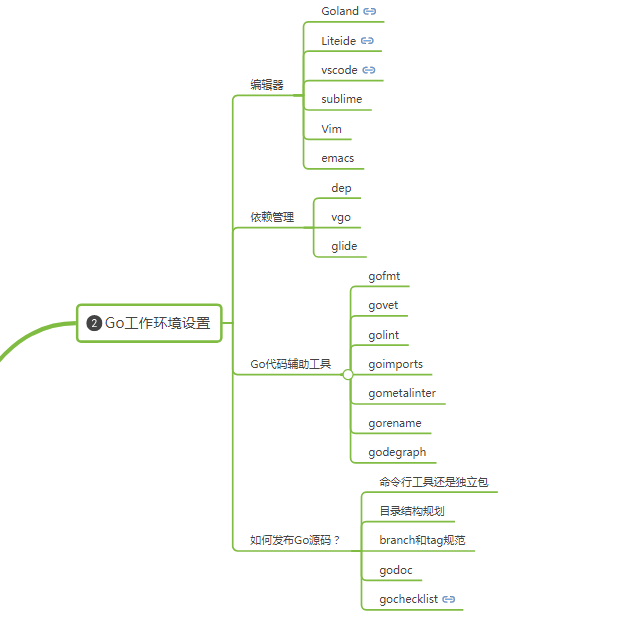 Goland
Liteide
vscode
编辑器
sublime
Vim
emacs
dep
依赖管理
vgo
glide
gofmt
govet
2 Go工作环境设置
golint
Go代码辅助工具
goimports
gometalinter
gorename
godegraph
命令行工具还是独立包
目录结构规划
如何发布Go源码？
branch和tag规范
godoc
gochecklist